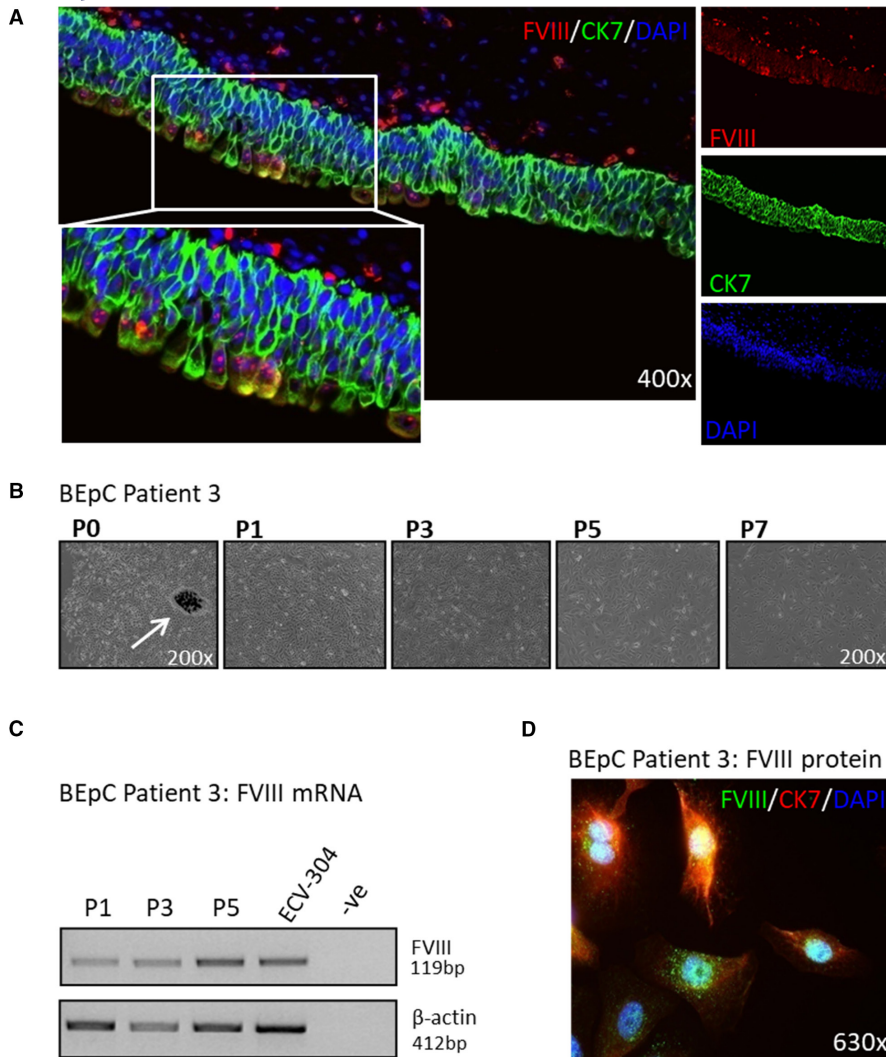 A
FVIII/CK7/DAPI
400x
FVIII
CK7
DAPI
B
BEpC Patient 3
P0
P1
P3
P5
P7
200x
200x
C
BEpC Patient 3: FVIII mRNA
P1
P3
P5
ECV-304
-ve
FVIII
119bp
β-actin
412bp
D
BEpC Patient 3: FVIII protein
FVIII/CK7/DAPI
630x